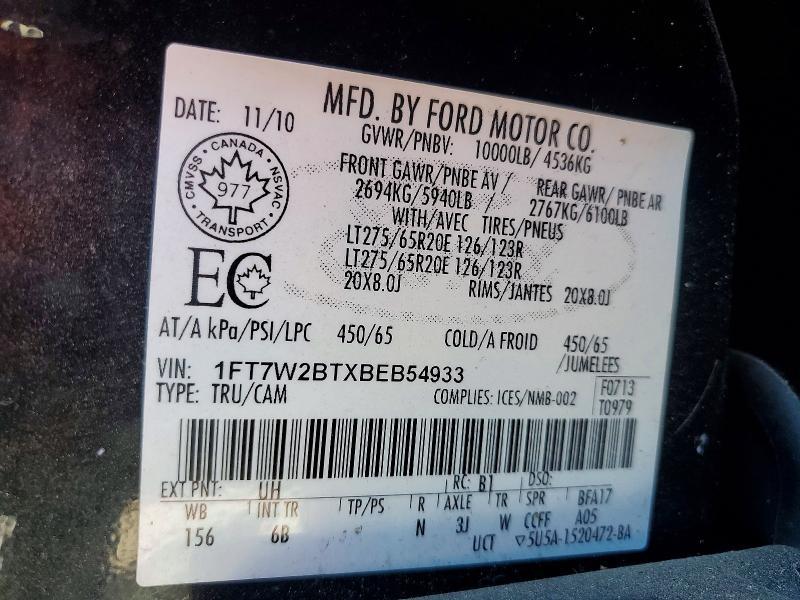 MFD. BY FORD MOTOR CO.
DATE: 11/10
GVWR/PNBV: 10000LB/ 4536KG
CMVSS · CANADA · NSVAC · TRANSPORT
977
FRONT GAWR/PNBE AV / REAR GAWR/ PNBE AR
2694KG/5940LB / 2767KG/6100LB
WITH/AVEC TIRES/PNEUS
LT275/65R20E 126/123R
LT275/65R20E 126/123R
20X8.0J RIMS/JANTES 20X8.0J
EC
AT/A kPa/PSI/LPC 450/65 COLD/A FROID 450/65
/JUMELEES
VIN: 1FT7W2BTXBEB54933
TYPE: TRU/CAM COMPLIES: ICES/NMB-002
F0713
T0979
EXT PNT: UH RC: B1 DSO:
WB INT TR TP/PS R AXLE TR SPR BFA17
156 6B N 3J W CCFF A05
UCT ▽5U5A-1520472-BA